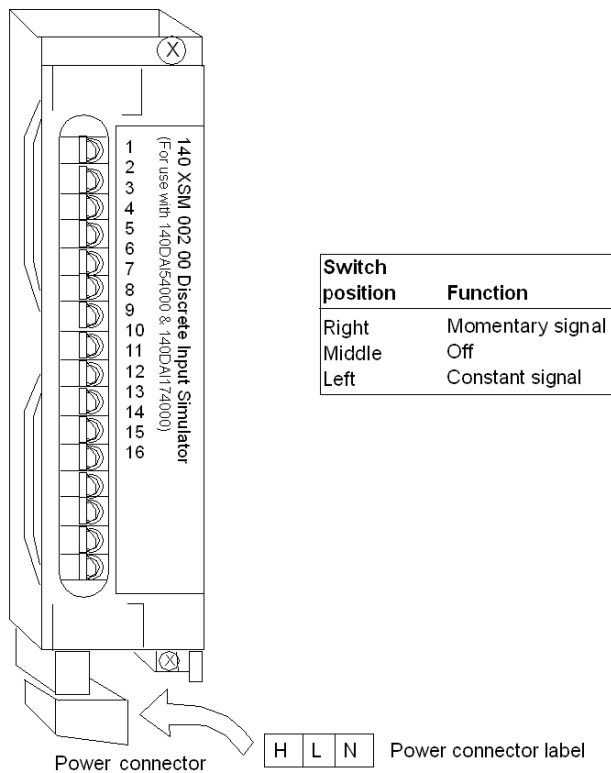 X
1
2
3
4
5
6
7
8
9
10
11
12
13
14
15
16
140 XSM 002 00 Discrete Input Simulator
(For use with 140DAI54000 & 140DAI174000)
Switch
position Function
Right Momentary signal
Middle Off
Left Constant signal
X
Power connector
H L N Power connector label